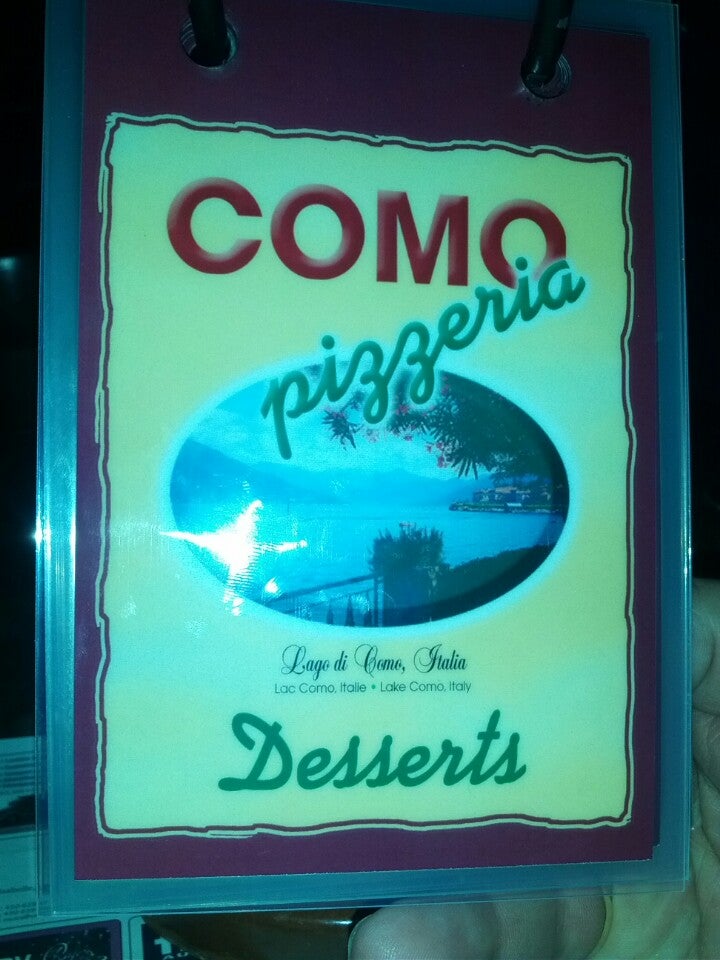 COMO
pizzeria
Lago di Como, Italia
Lac Como, Italie • Lake Como, Italy
Desserts